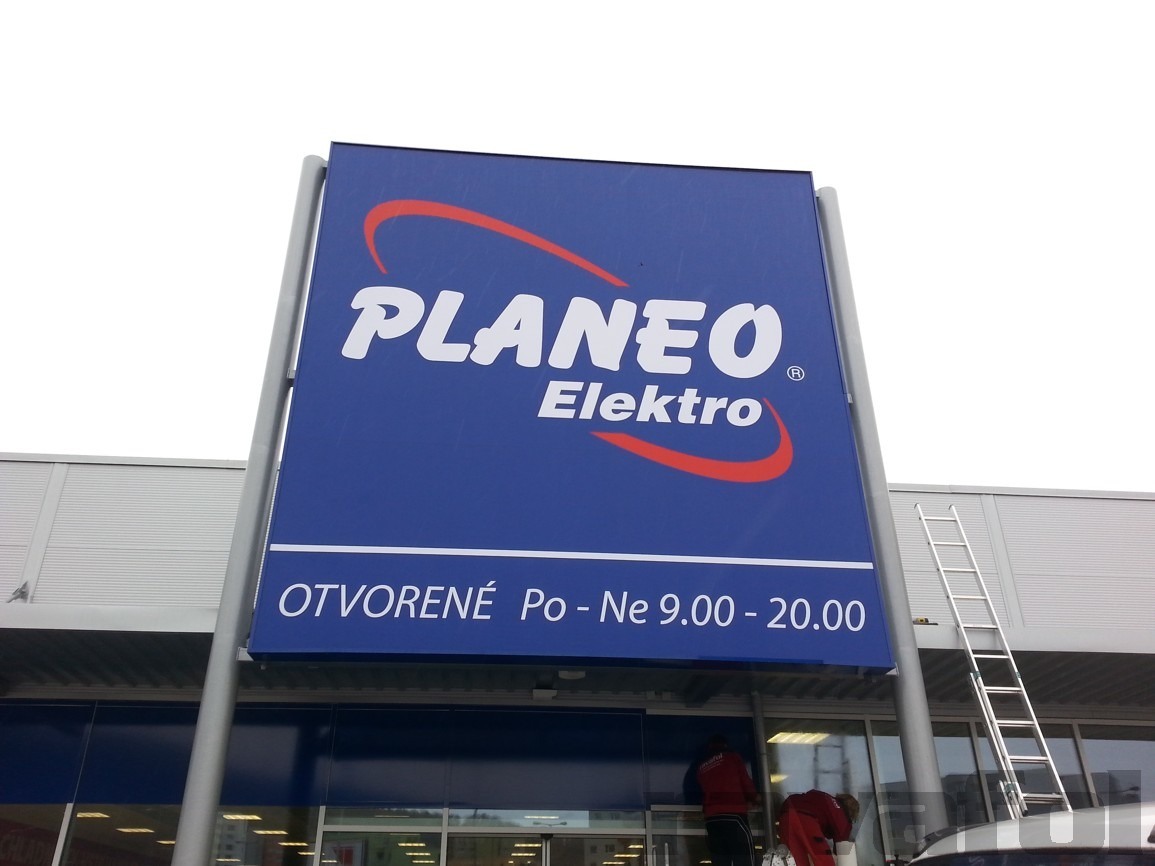 PLANEO ®
Elektro
OTVORENÉ Po - Ne 9.00 - 20.00